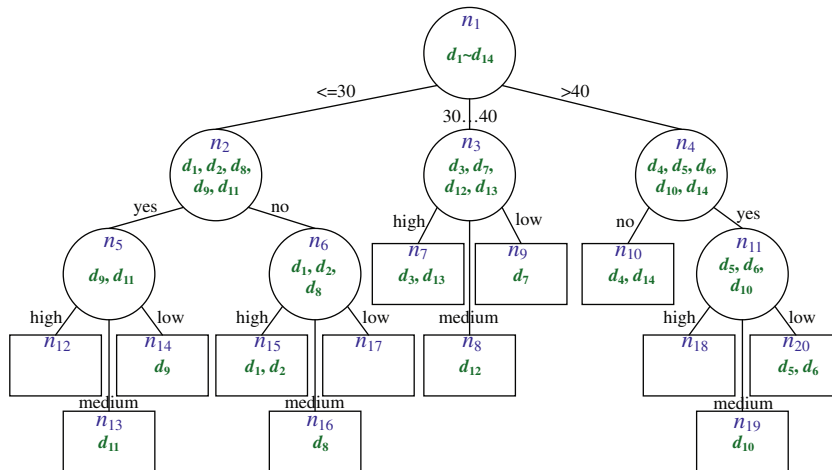 n1
d1~d14
<=30
30...40
>40
n2
d1, d2, d8,
d9, d11
n3
d3, d7,
d12, d13
n4
d4, d5, d6,
d10, d14
yes
no
high
low
no
yes
n5
d9, d11
n6
d1, d2,
d8
n7
d3, d13
n9
d7
n10
d4, d14
n11
d5, d6,
d10
high
low
high
low
medium
high
low
n12
n14
d9
n15
d1, d2
n17
n8
d12
n18
n20
d5, d6
medium
medium
medium
n13
d11
n16
d8
n19
d10